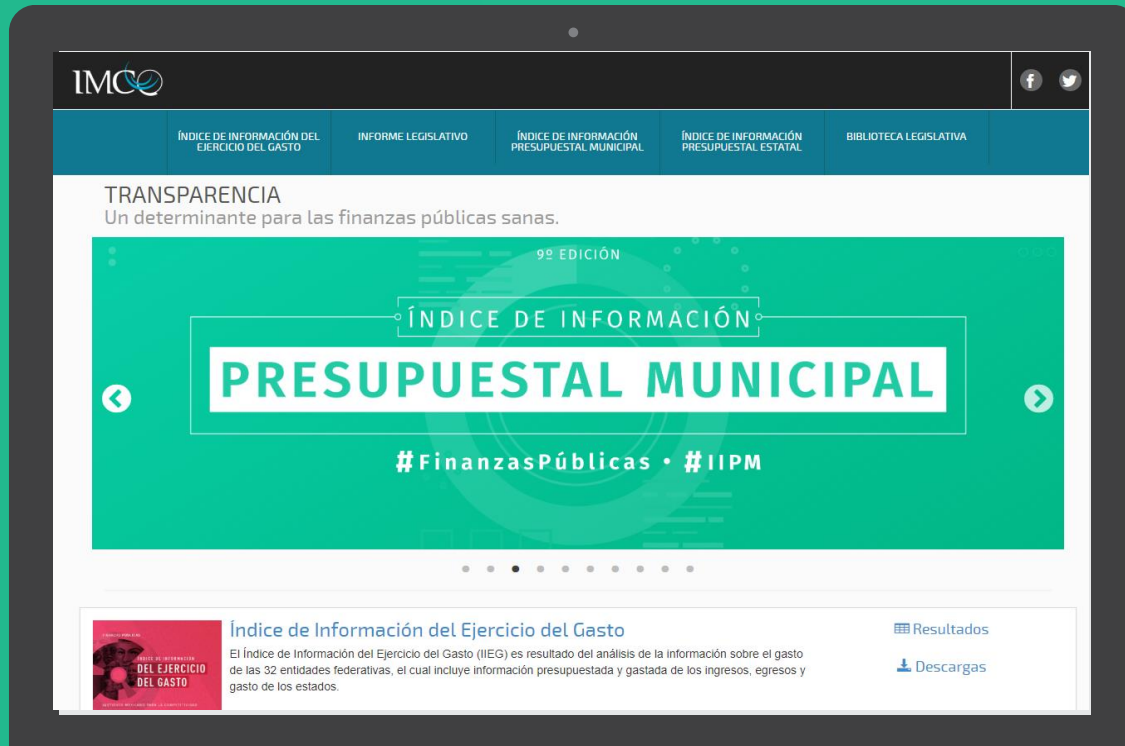 IMCO
ÍNDICE DE INFORMACIÓN DEL
EJERCICIO DEL GASTO
INFORME LEGISLATIVO
ÍNDICE DE INFORMACIÓN
PRESUPUESTAL MUNICIPAL
ÍNDICE DE INFORMACIÓN
PRESUPUESTAL ESTATAL
BIBLIOTECA LEGISLATIVA
TRANSPARENCIA
Un determinante para las finanzas públicas sanas.
9º EDICIÓN
ÍNDICE DE INFORMACIÓN
PRESUPUESTAL MUNICIPAL
#FinanzasPúblicas • #IIPM
Índice de Información del Ejercicio del Gasto
El Índice de Información del Ejercicio del Gasto (IIEG) es resultado del análisis de la información sobre el gasto
de las 32 entidades federativas, el cual incluye información presupuestada y gastada de los ingresos, egresos y
gasto de los estados.
Resultados
Descargas
ÍNDICE DE INFORMACIÓN
DEL EJERCICIO
DEL GASTO